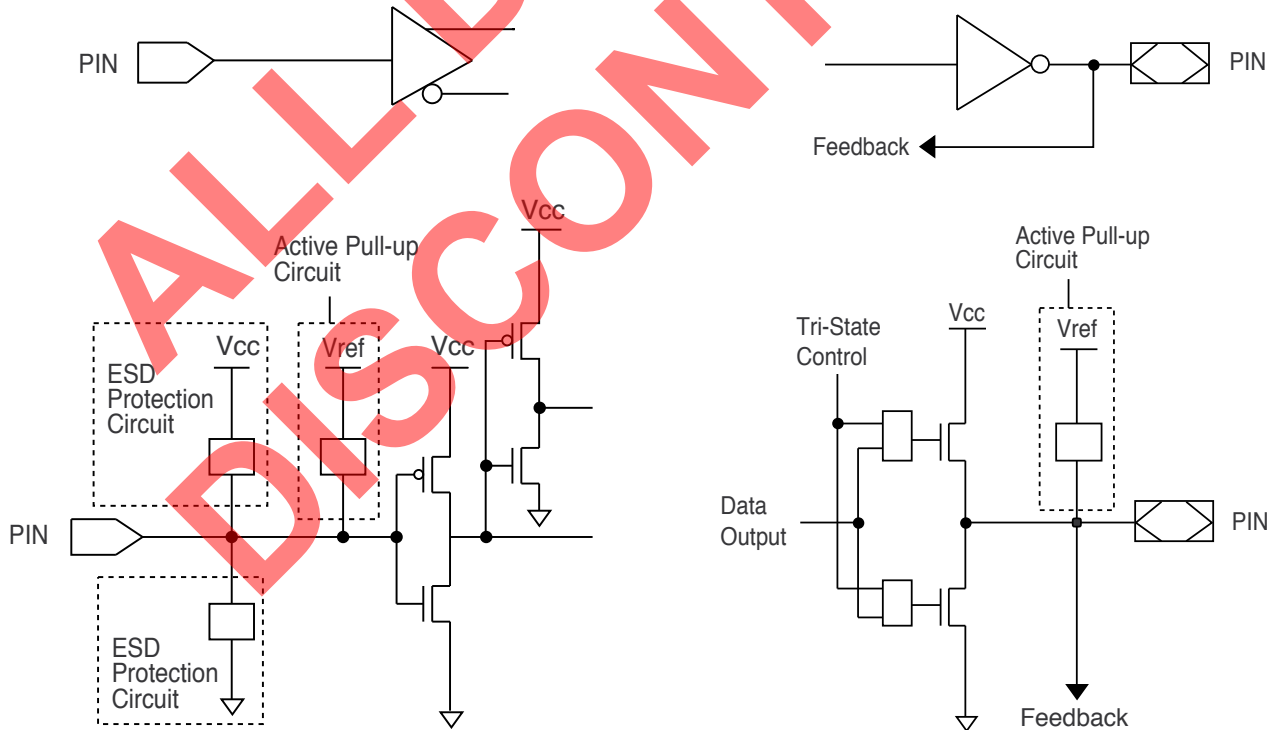 PIN
PIN
Feedback
Vcc
Active Pull-up
Circuit
Vcc
Vref
Vcc
ESD
Protection
Circuit
PIN
ESD
Protection
Circuit
Active Pull-up
Circuit
Vcc
Vref
Tri-State
Control
Data
Output
PIN
Feedback
ALL D
DISCONT